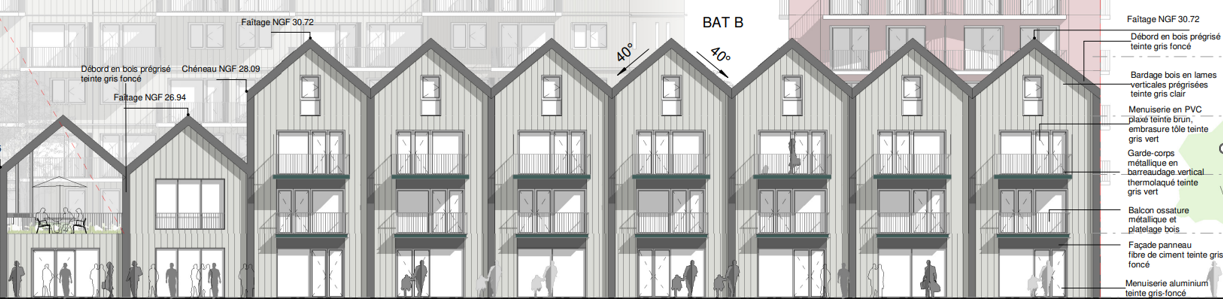 Faîtage NGF 30.72
BAT B
40°
40°
Débord en bois prégrisé
teinte gris foncé
Chéneau NGF 28.09
Faîtage NGF 26.94
Faîtage NGF 30.72
Débord en bois prégrisé
teinte gris foncé
Bardage bois en lames
verticales prégrisées
teinte gris clair
Menuiserie en PVC
plaxé teinte brun,
embrasure tôle teinte
gris vert
Garde-corps
métallique en
barreaudage vertical
thermolaqué teinte
gris vert
Balcon ossature
métallique et
platelage bois
Façade panneau
fibre de ciment teinte gris
foncé
Menuiserie aluminium
teinte gris-foncé